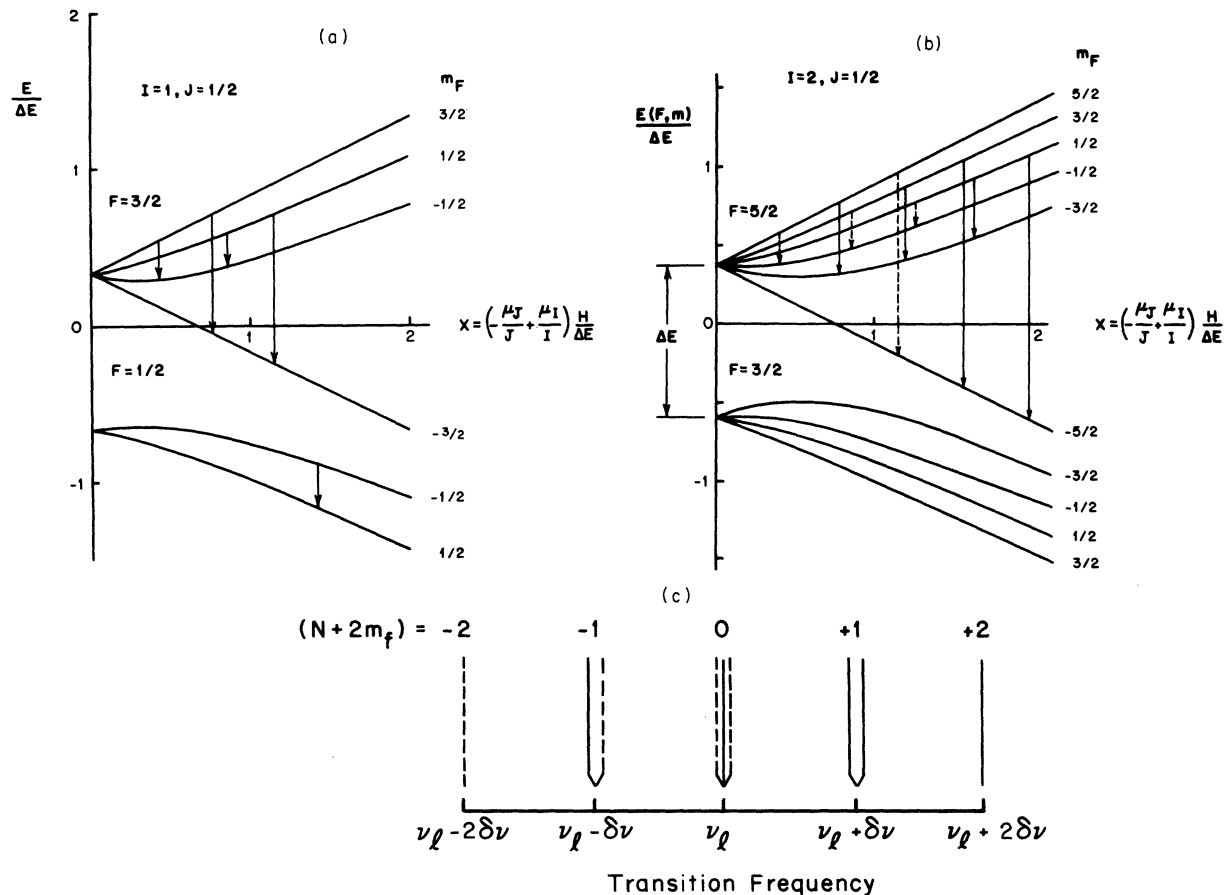 (a)
2
E
ΔE
I=1, J=1/2
m_F
3/2
1/2
-1/2
1
F=3/2
0
1
2
X=(-μ_J/J + μ_I/I) H/ΔE
F=1/2
-3/2
-1
-1/2
1/2
(b)
I=2, J=1/2
m_F
E(F,m)
ΔE
5/2
3/2
1/2
-1/2
-3/2
1
F=5/2
ΔE
0
1
2
X=(-μ_J/J + μ_I/I) H/ΔE
F=3/2
-5/2
-1
-3/2
-1/2
1/2
3/2
(c)
(N+2m_f) = -2 -1 0 +1 +2
ν_ℓ-2δν ν_ℓ-δν ν_ℓ ν_ℓ+δν ν_ℓ+2δν
Transition Frequency